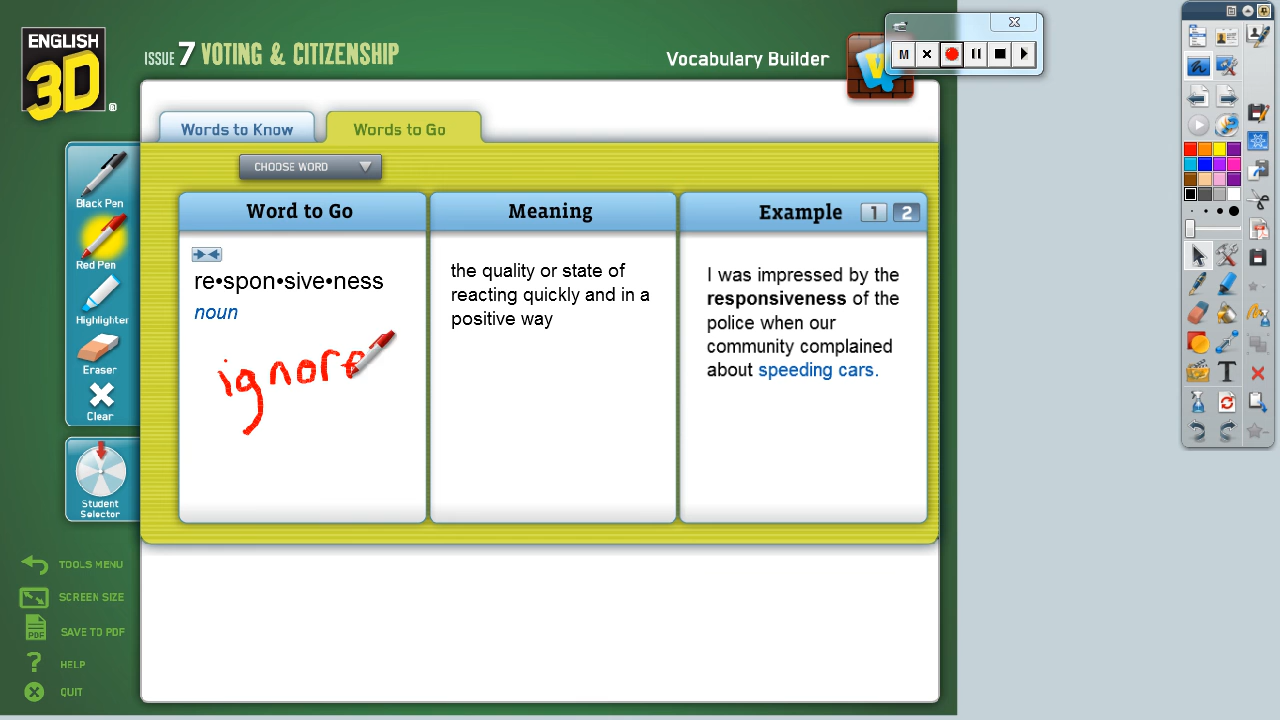 ENGLISH
3D
®
ISSUE 7 VOTING & CITIZENSHIP
Vocabulary Builder
V
M
Words to Know
Words to Go
CHOOSE WORD
Black Pen
Red Pen
Highlighter
Eraser
Clear
Student
Selector
TOOLS MENU
SCREEN SIZE
PDF
SAVE TO PDF
? HELP
QUIT
Word to Go
re•spon•sive•ness
noun
ignore
Meaning
the quality or state of
reacting quickly and in a
positive way
Example 1 2
I was impressed by the
responsiveness of the
police when our
community complained
about speeding cars.
T